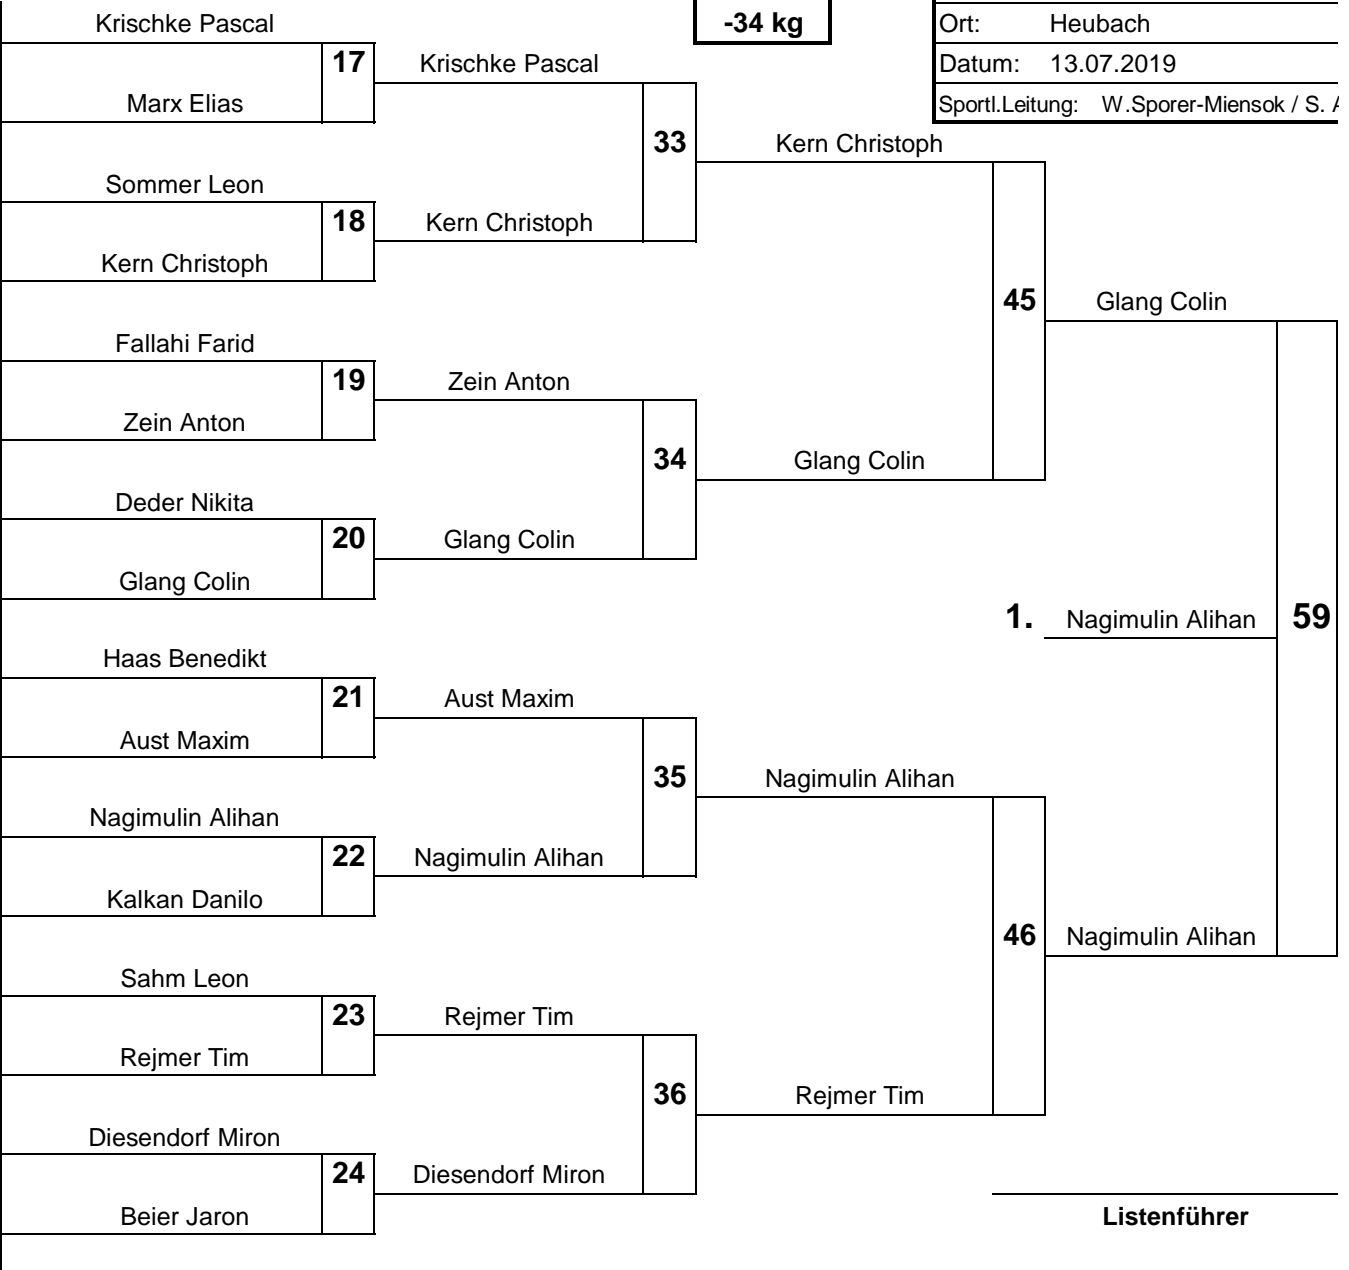 Krischke Pascal
-34 kg
Ort: Heubach
17
Krischke Pascal
Datum: 13.07.2019
Marx Elias
Sportl.Leitung: W.Sporer-Miensok / S.
33
Kern Christoph
Sommer Leon
18
Kern Christoph
Kern Christoph
45
Glang Colin
Fallahi Farid
19
Zein Anton
Zein Anton
34
Glang Colin
Deder Nikita
20
Glang Colin
Glang Colin
1. Nagimulin Alihan
59
Haas Benedikt
21
Aust Maxim
Aust Maxim
35
Nagimulin Alihan
Nagimulin Alihan
22
Nagimulin Alihan
Kalkan Danilo
46
Nagimulin Alihan
Sahm Leon
23
Rejmer Tim
Rejmer Tim
36
Rejmer Tim
Diesendorf Miron
24
Diesendorf Miron
Beier Jaron
Listenführer